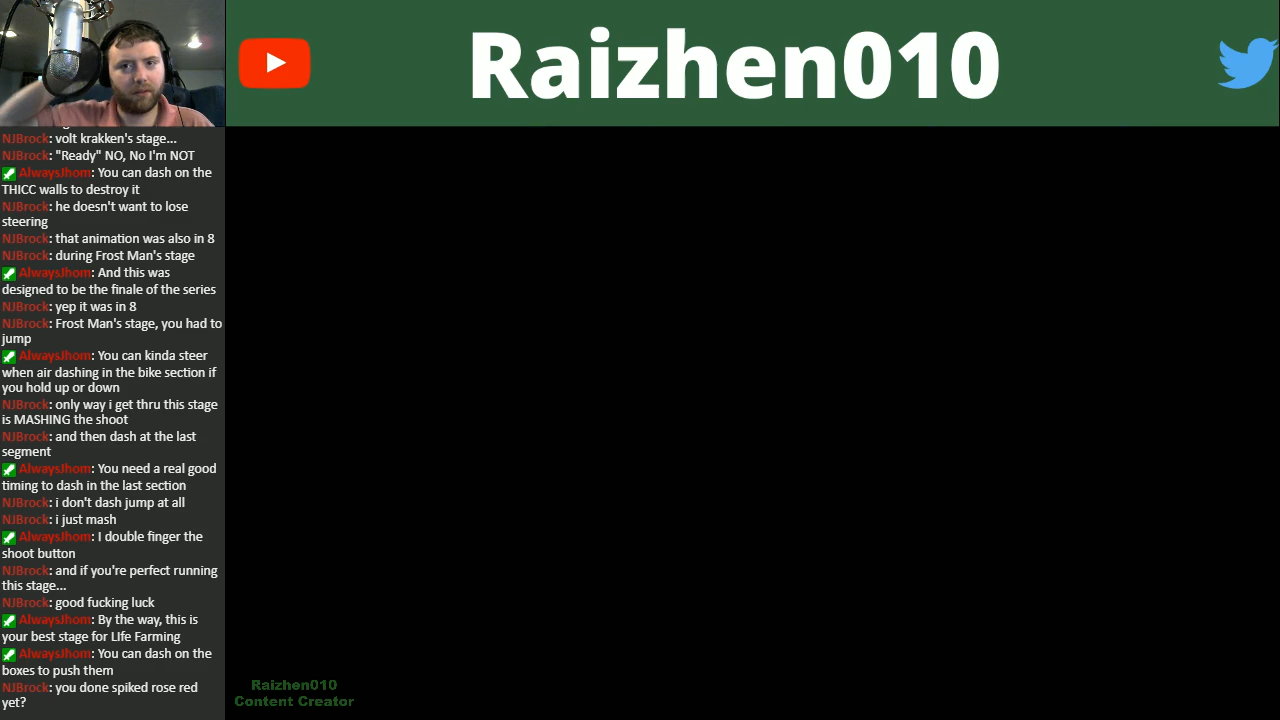 Raizhen010
NJBrock: volt krakken's stage...
NJBrock: "Ready" NO, No I'm NOT
AlwaysJhom: You can dash on the
THICC walls to destroy it
NJBrock: he doesn't want to lose
steering
NJBrock: that animation was also in 8
NJBrock: during Frost Man's stage
AlwaysJhom: And this was
designed to be the finale of the series
NJBrock: yep it was in 8
NJBrock: Frost Man's stage, you had to
jump
AlwaysJhom: You can kinda steer
when air dashing in the bike section if
you hold up or down
NJBrock: only way i get thru this stage
is MASHING the shoot
NJBrock: and then dash at the last
segment
AlwaysJhom: You need a real good
timing to dash in the last section
NJBrock: i don't dash jump at all
NJBrock: i just mash
AlwaysJhom: I double finger the
shoot button
NJBrock: and if you're perfect running
this stage...
NJBrock: good fucking luck
AlwaysJhom: By the way, this is
your best stage for LIfe Farming
AlwaysJhom: You can dash on the
boxes to push them
NJBrock: you done spiked rose red
yet?
Raizhen010
Content Creator